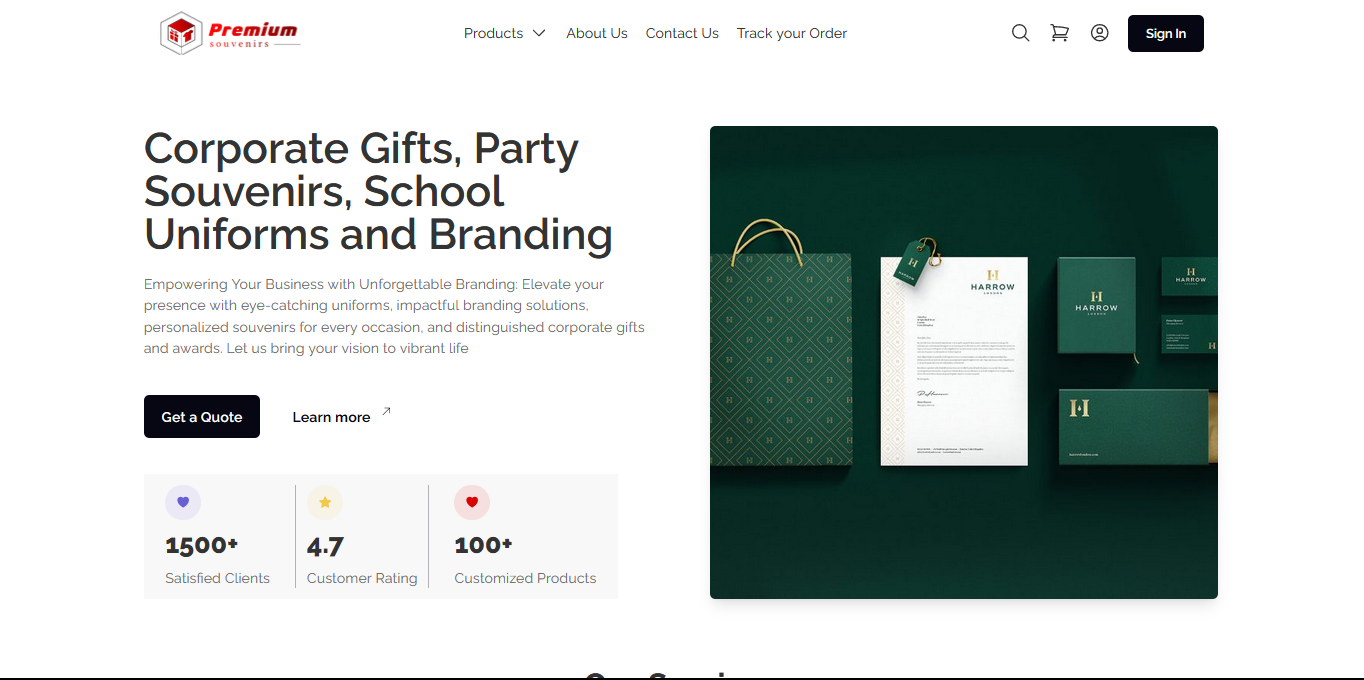 Premium
souvenirs
Products
About Us
Contact Us
Track your Order
Sign In
Corporate Gifts, Party
Souvenirs, School
Uniforms and Branding
Empowering Your Business with Unforgettable Branding: Elevate your
presence with eye-catching uniforms, impactful branding solutions,
personalized souvenirs for every occasion, and distinguished corporate gifts
and awards. Let us bring your vision to vibrant life
Get a Quote
Learn more
1500+
Satisfied Clients
4.7
Customer Rating
100+
Customized Products
H
HARROW
LONDON
H
HARROW
H
HARROW
LONDON
H
HARROW
LONDON
H
H